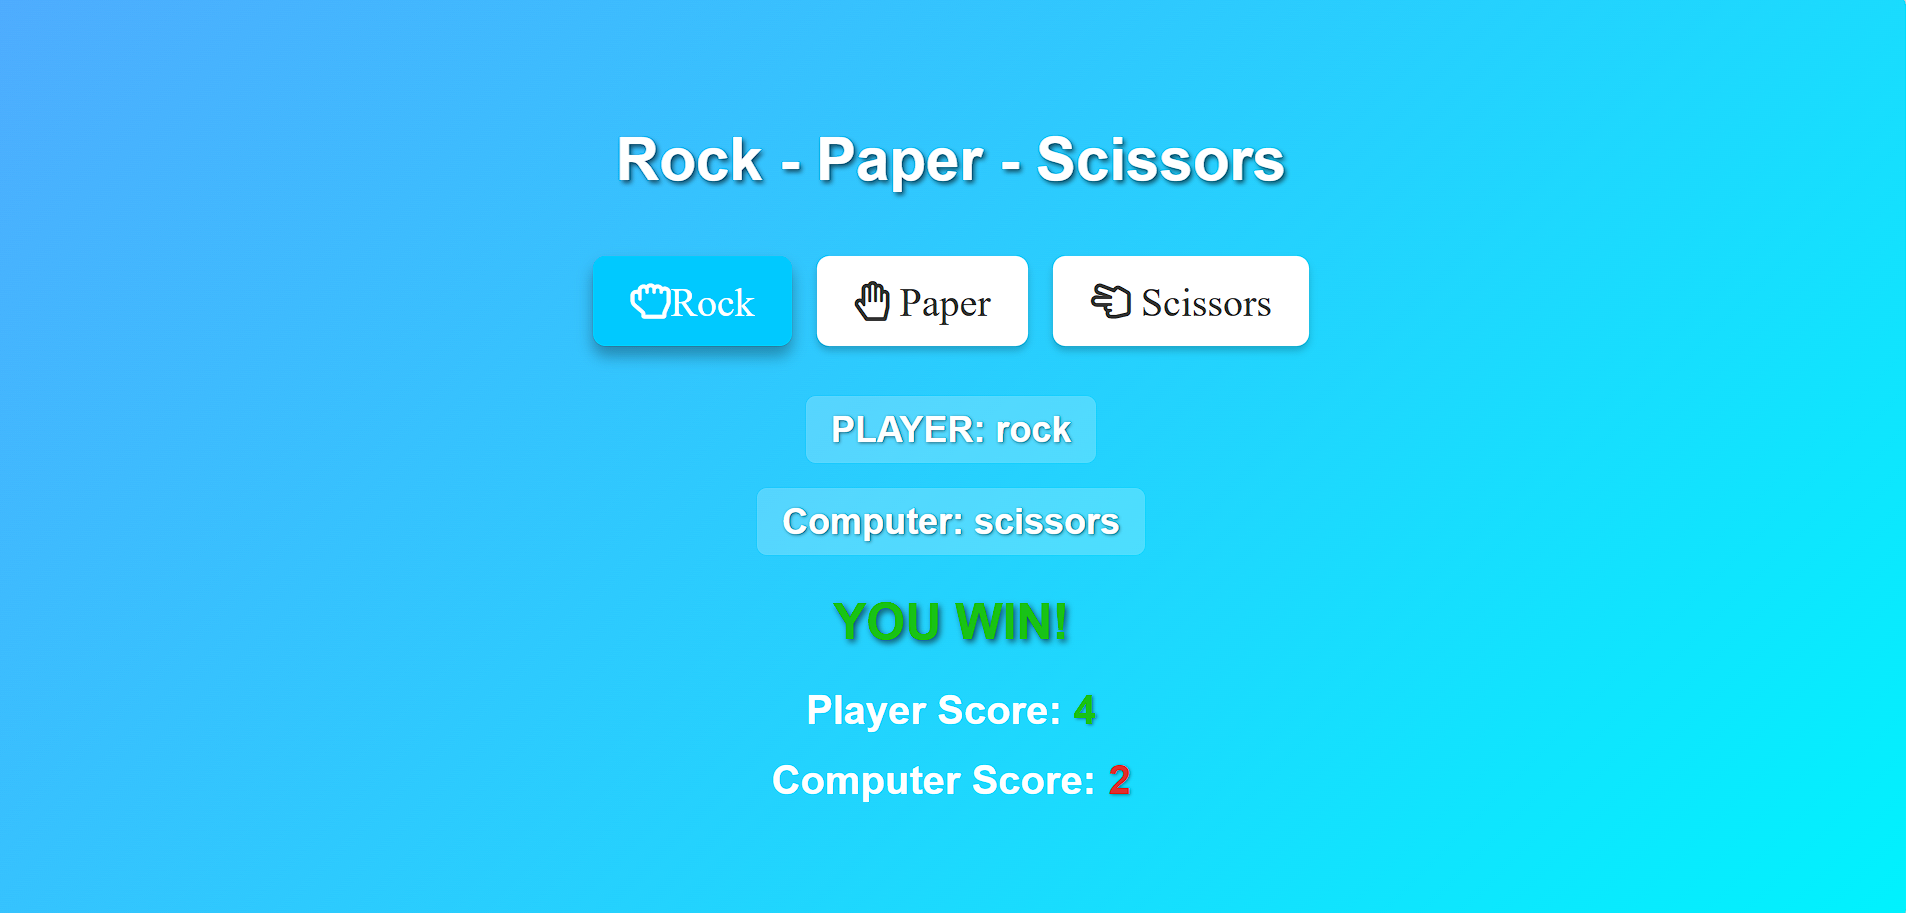 Rock - Paper - Scissors
Rock Paper Scissors
PLAYER: rock
Computer: scissors
YOU WIN!
Player Score: 4
Computer Score: 2